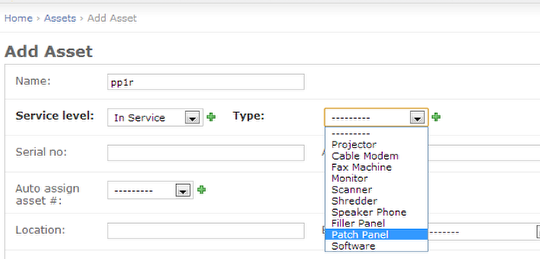 Home › Assets › Add Asset
Add Asset
Name: pp1r
Service level: In Service Type: ---------
---------
Projector
Cable Modem
Serial no: A
Fax Machine
Monitor
Scanner
Auto assign asset #: ---------
Shredder
Speaker Phone
Filler Panel
Location: --------
Patch Panel
Software